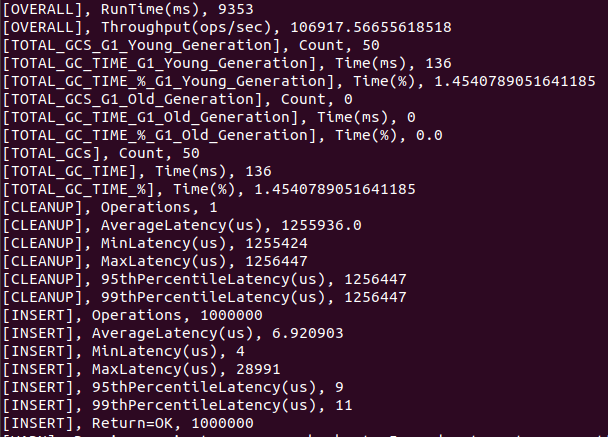 [OVERALL], RunTime(ms), 9353
[OVERALL], Throughput(ops/sec), 106917.56655618518
[TOTAL_GCS_G1_Young_Generation], Count, 50
[TOTAL_GC_TIME_G1_Young_Generation], Time(ms), 136
[TOTAL_GC_TIME_%_G1_Young_Generation], Time(%), 1.4540789051641185
[TOTAL_GCS_G1_Old_Generation], Count, 0
[TOTAL_GC_TIME_G1_Old_Generation], Time(ms), 0
[TOTAL_GC_TIME_%_G1_Old_Generation], Time(%), 0.0
[TOTAL_GCs], Count, 50
[TOTAL_GC_TIME], Time(ms), 136
[TOTAL_GC_TIME_%], Time(%), 1.4540789051641185
[CLEANUP], Operations, 1
[CLEANUP], AverageLatency(us), 1255936.0
[CLEANUP], MinLatency(us), 1255424
[CLEANUP], MaxLatency(us), 1256447
[CLEANUP], 95thPercentileLatency(us), 1256447
[CLEANUP], 99thPercentileLatency(us), 1256447
[INSERT], Operations, 1000000
[INSERT], AverageLatency(us), 6.920903
[INSERT], MinLatency(us), 4
[INSERT], MaxLatency(us), 28991
[INSERT], 95thPercentileLatency(us), 9
[INSERT], 99thPercentileLatency(us), 11
[INSERT], Return=OK, 1000000